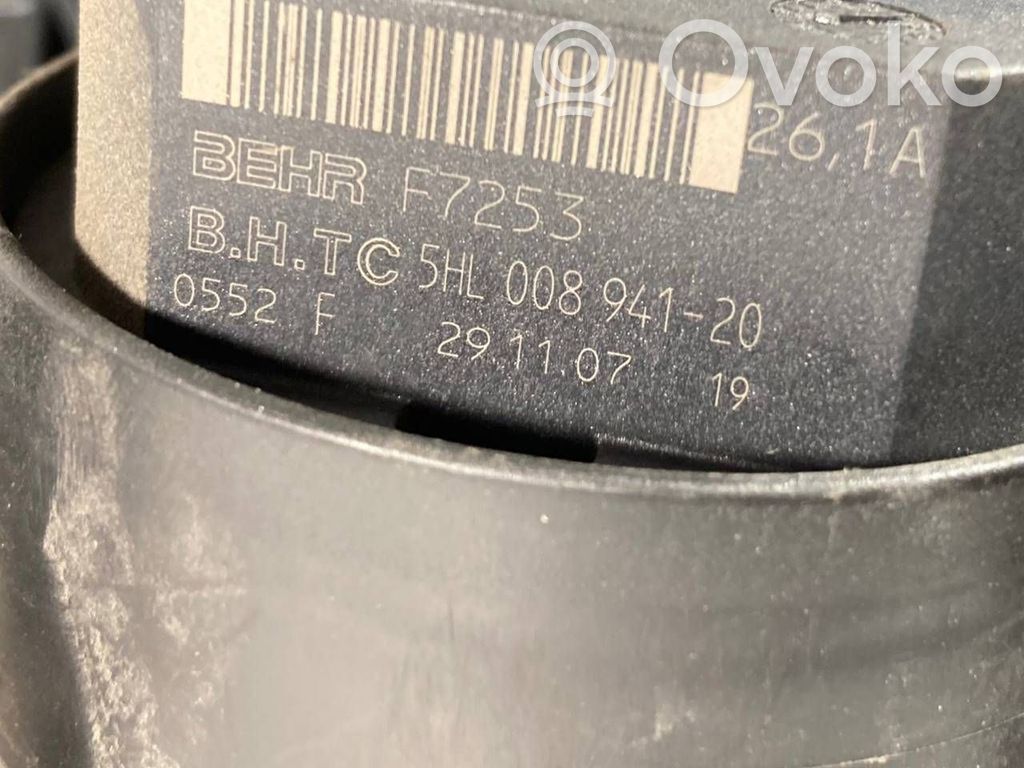 Ovoko
26,1A
BEHR F7253
B.H.TC 5HL 008 941-20
0552 F 29.11.07 19